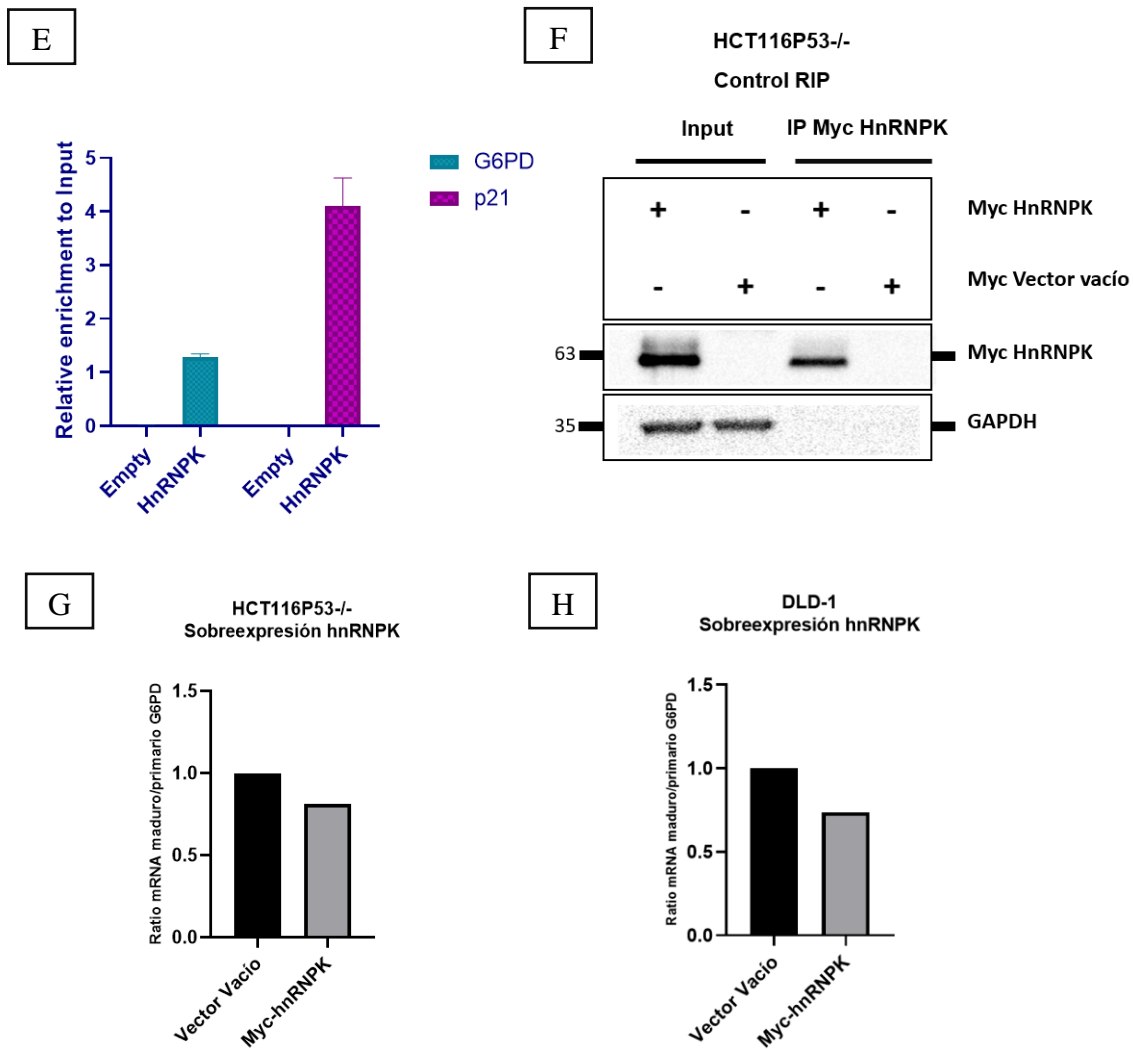 E
Relative enrichment to Input
5
4
3
2
1
0
Empty
HnRNPK
Empty
HnRNPK
G6PD
p21
F
HCT116P53-/-
Control RIP
Input
IP Myc HnRNPK
+ - + - Myc HnRNPK
- + - + Myc Vector vacío
63 Myc HnRNPK
35 GAPDH
G
HCT116P53-/-
Sobreexpresión hnRNPK
Ratio mRNA maduro/primario G6PD
1.5
1.0
0.5
0.0
Vector Vacío
Myc-hnRNPK
H
DLD-1
Sobreexpresión hnRNPK
Ratio mRNA maduro/primario G6PD
1.5
1.0
0.5
0.0
Vector Vacío
Myc-hnRNPK